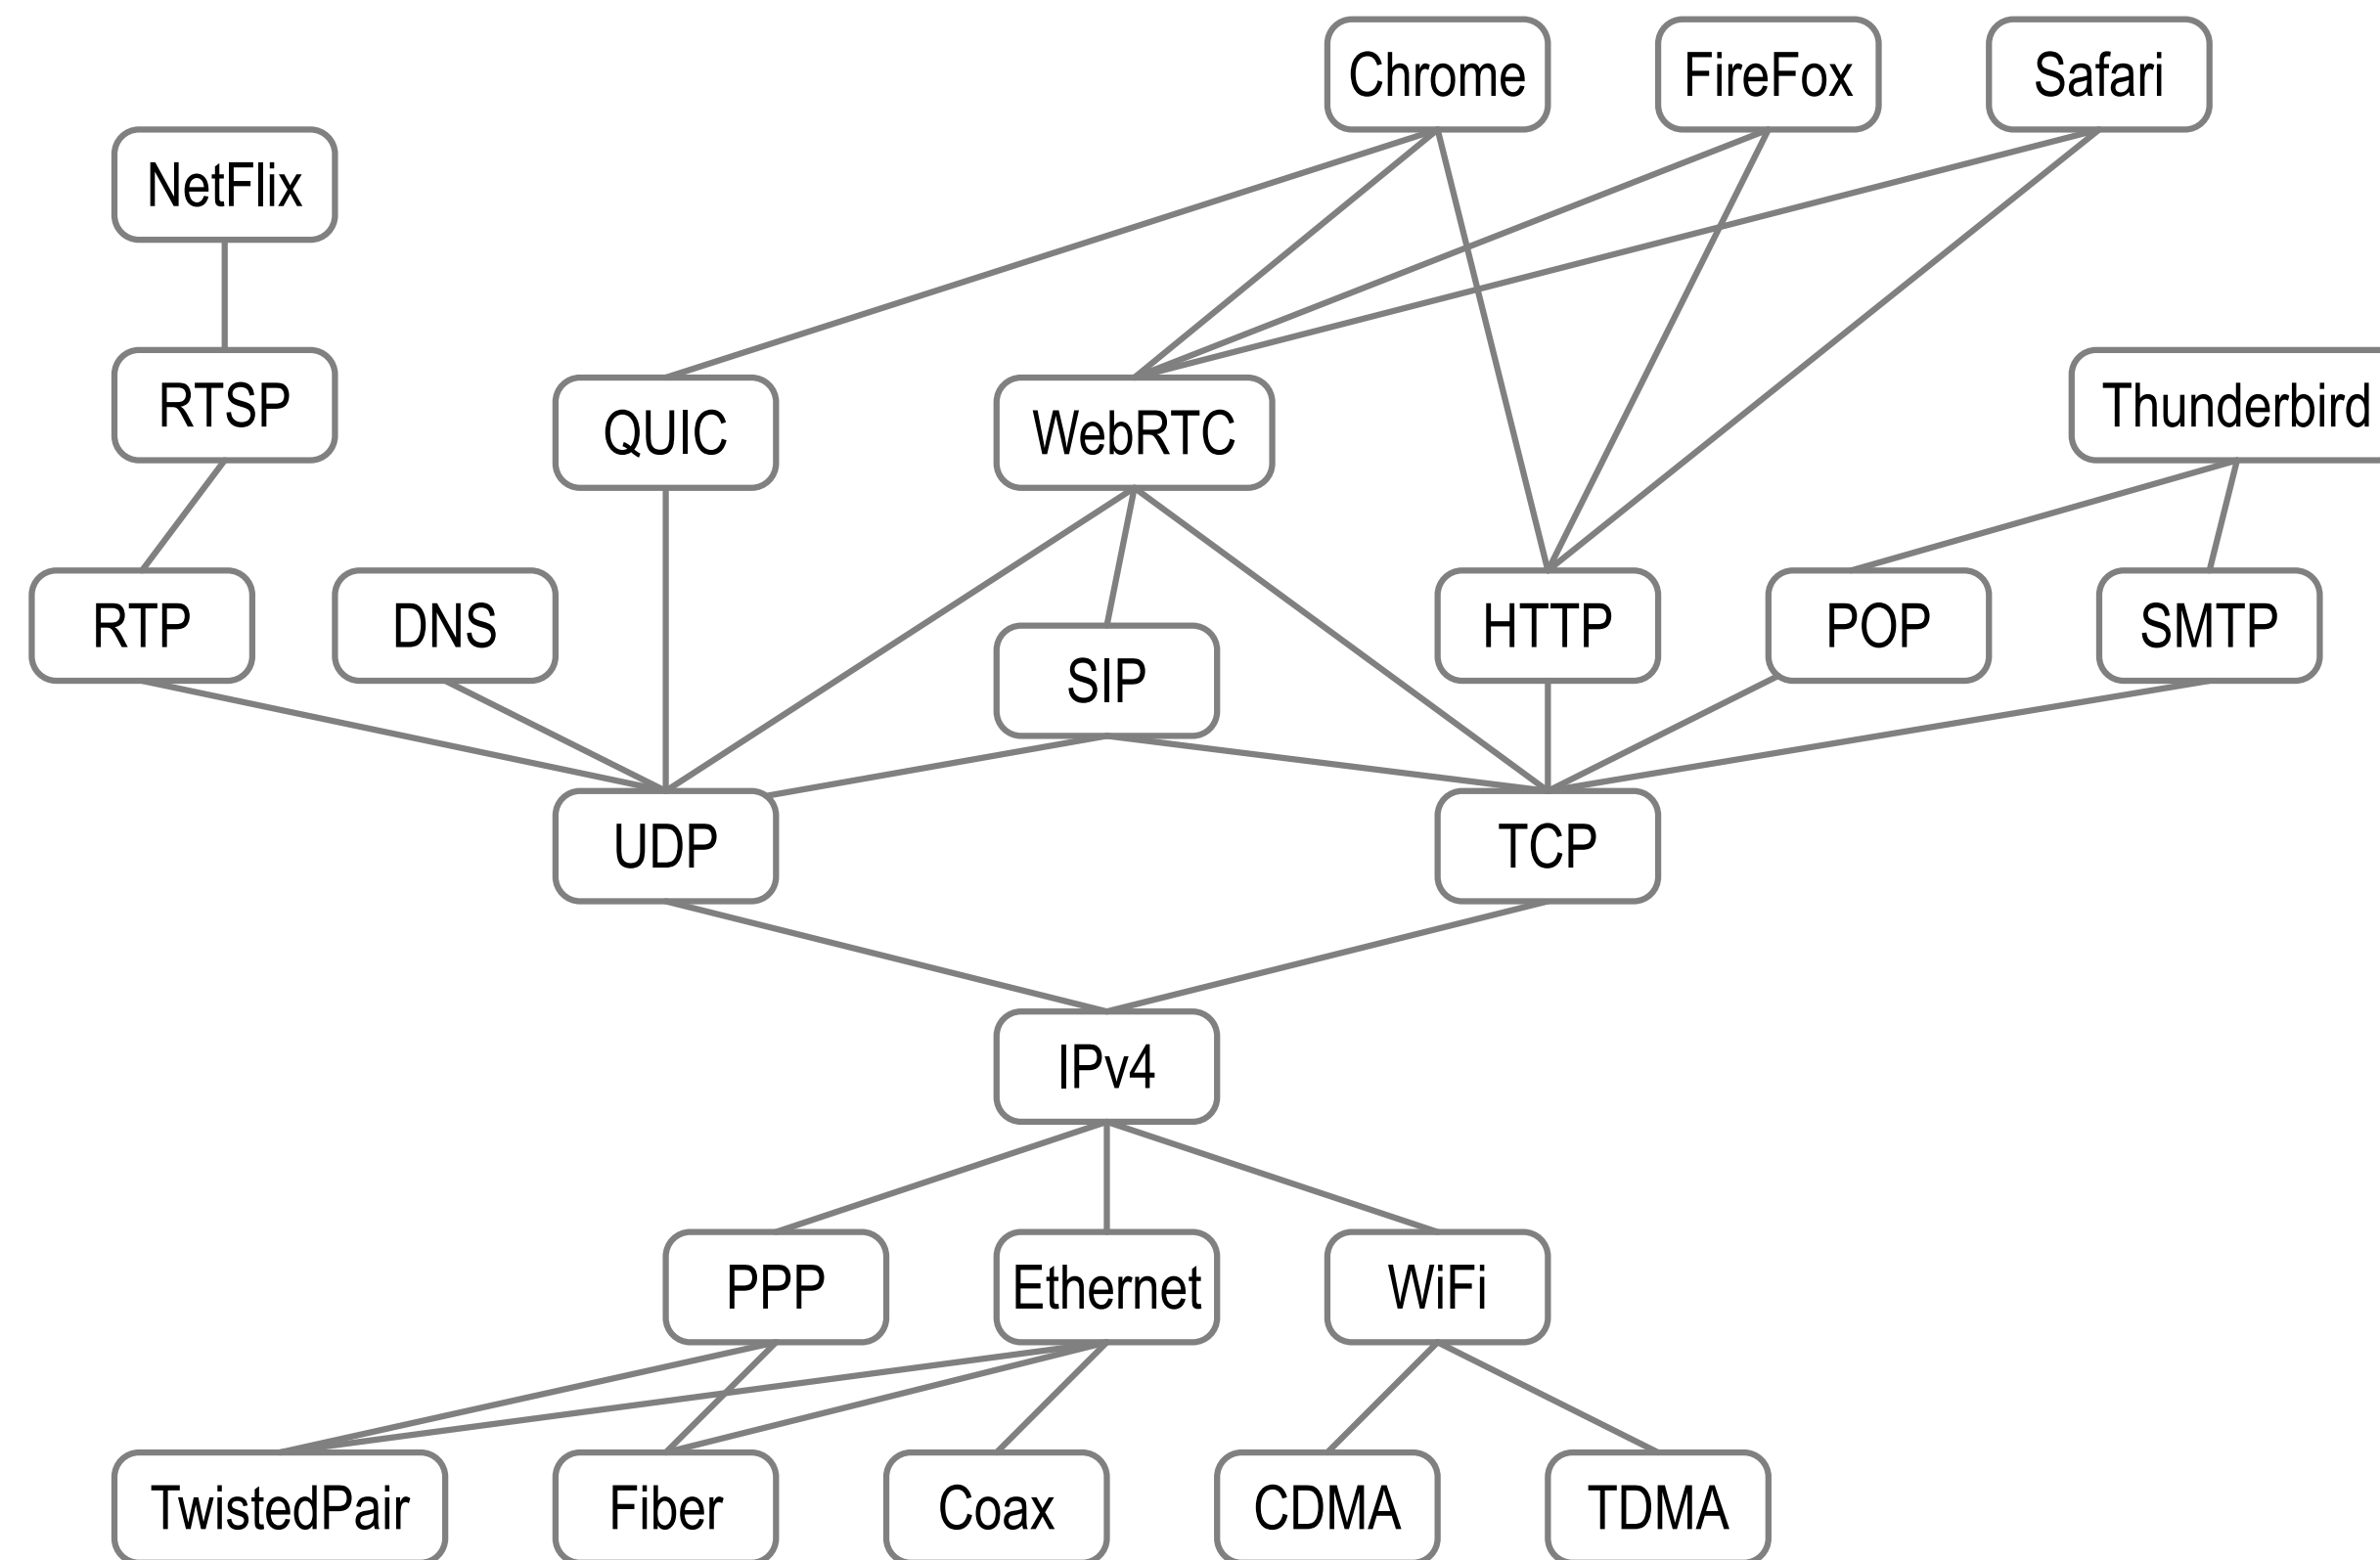 Chrome
FireFox
Safari
NetFlix
RTSP
QUIC
WebRTC
Thunderbird
RTP
DNS
SIP
HTTP
POP
SMTP
UDP
TCP
IPv4
PPP
Ethernet
WiFi
TwistedPair
Fiber
Coax
CDMA
TDMA